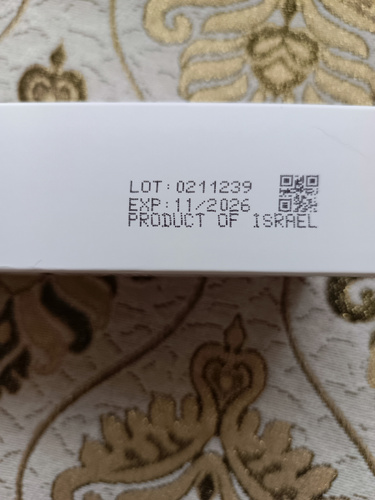 LOT:0211239
EXP:11/2026
PRODUCT OF ISRAEL